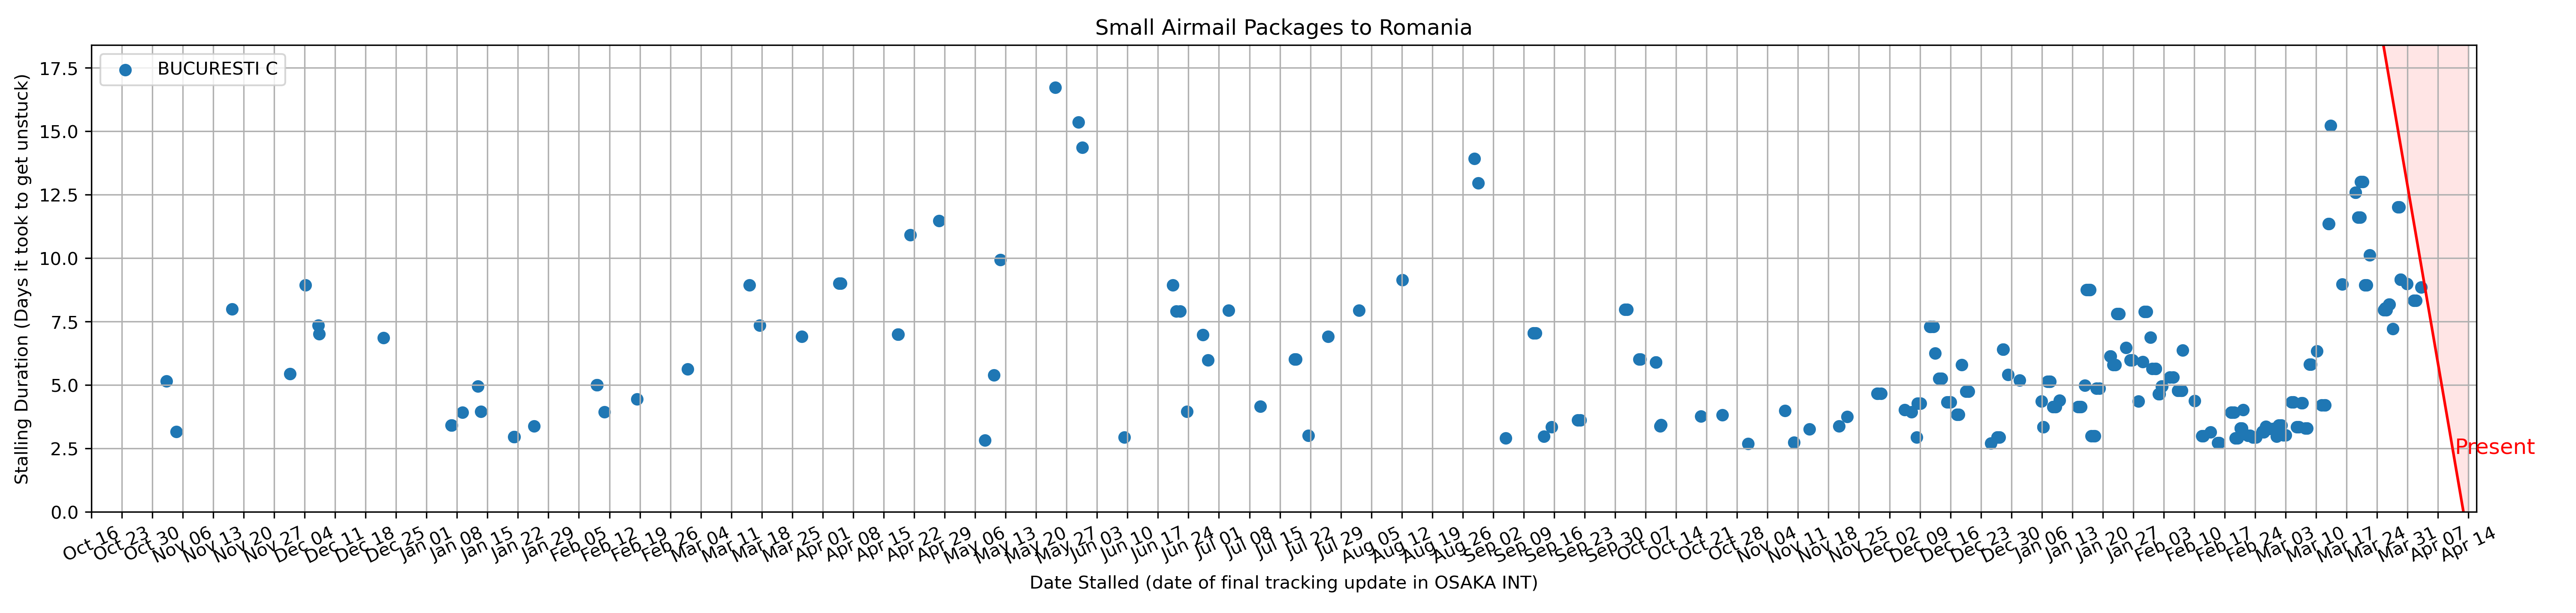 Small Airmail Packages to Romania
BUCURESTI C
Stalling Duration (Days it took to get unstuck)
17.5
15.0
12.5
10.0
7.5
5.0
2.5
0.0
Present
Oct 16 Oct 23 Oct 30 Nov 06 Nov 13 Nov 20 Nov 27 Dec 04 Dec 11 Dec 18 Dec 25 Jan 01 Jan 08 Jan 15 Jan 22 Jan 29 Feb 05 Feb 12 Feb 19 Feb 26 Mar 04 Mar 11 Mar 18 Mar 25 Apr 01 Apr 08 Apr 15 Apr 22 Apr 29 May 06 May 13 May 20 May 27 Jun 03 Jun 10 Jun 17 Jun 24 Jul 01 Jul 08 Jul 15 Jul 22 Jul 29 Aug 05 Aug 12 Aug 19 Aug 26 Sep 02 Sep 09 Sep 16 Sep 23 Sep 30 Oct 07 Oct 14 Oct 21 Oct 28 Nov 04 Nov 11 Nov 18 Nov 25 Dec 02 Dec 09 Dec 16 Dec 23 Dec 30 Jan 06 Jan 13 Jan 20 Jan 27 Feb 03 Feb 10 Feb 17 Feb 24 Mar 03 Mar 10 Mar 17 Mar 24 Mar 31 Apr 07 Apr 14
Date Stalled (date of final tracking update in OSAKA INT)